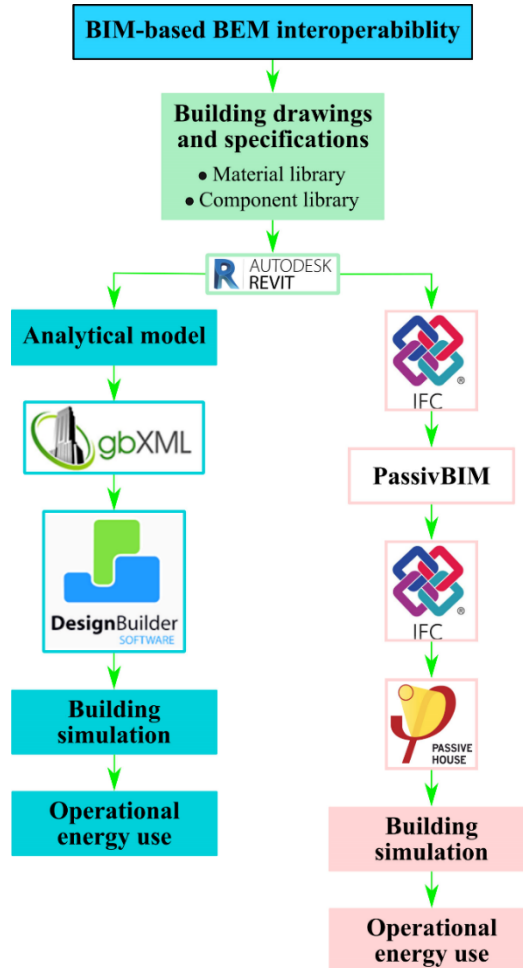 BIM-based BEM interoperabiblity
Building drawings
and specifications
• Material library
• Component library
R AUTODESK
REVIT
Analytical model
gbXML
DesignBuilder
SOFTWARE
Building
simulation
Operational
energy use
®
IFC
PassivBIM
®
IFC
PASSIVE
HOUSE
Building
simulation
Operational
energy use